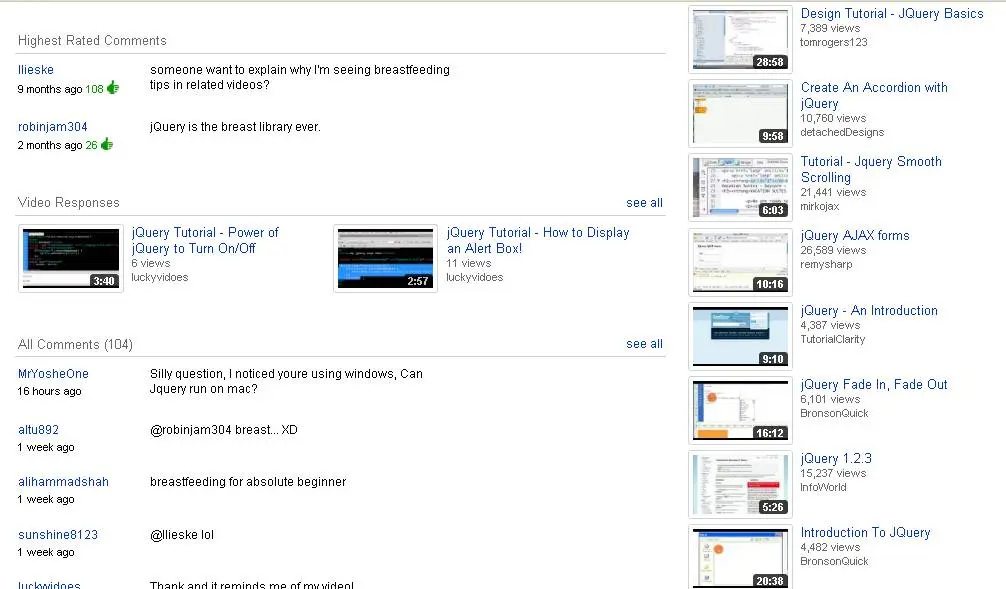 Highest Rated Comments
llieske
someone want to explain why I'm seeing breastfeeding
tips in related videos?
9 months ago 108
robinjam304
jQuery is the breast library ever.
2 months ago 26
Video Responses
see all
3:40
jQuery Tutorial - Power of
jQuery to Turn On/Off
6 views
luckyvidoes
2:57
jQuery Tutorial - How to Display
an Alert Box!
11 views
luckyvidoes
All Comments (104)
see all
MrYosheOne
16 hours ago
Silly question, I noticed youre using windows, Can
Jquery run on mac?
altu892
1 week ago
@robinjam304 breast... XD
alihammadshah
1 week ago
breastfeeding for absolute beginner
sunshine8123
1 week ago
@llieske lol
luckvidoes
Thank and it reminds me of my video!
28:58
Design Tutorial - JQuery Basics
7,389 views
tomrogers123
9:58
Create An Accordion with
jQuery
10,760 views
detachedDesigns
6:03
Tutorial - Jquery Smooth
Scrolling
21,441 views
mirkojax
10:16
jQuery AJAX forms
26,589 views
remysharp
9:10
jQuery - An Introduction
4,387 views
TutorialClarity
16:12
jQuery Fade In, Fade Out
6,101 views
BronsonQuick
5:26
jQuery 1.2.3
15,237 views
InfoWorld
20:38
Introduction To JQuery
4,482 views
BronsonQuick